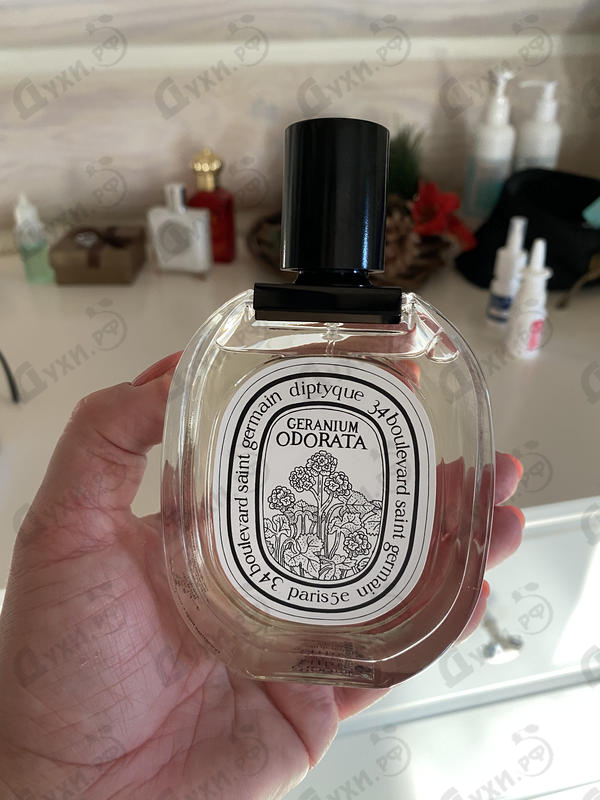 diptyque
34 boulevard saint germain
paris 5e
34 boulevard saint germain
GERANIUM
ODORATA
Духи.РФ